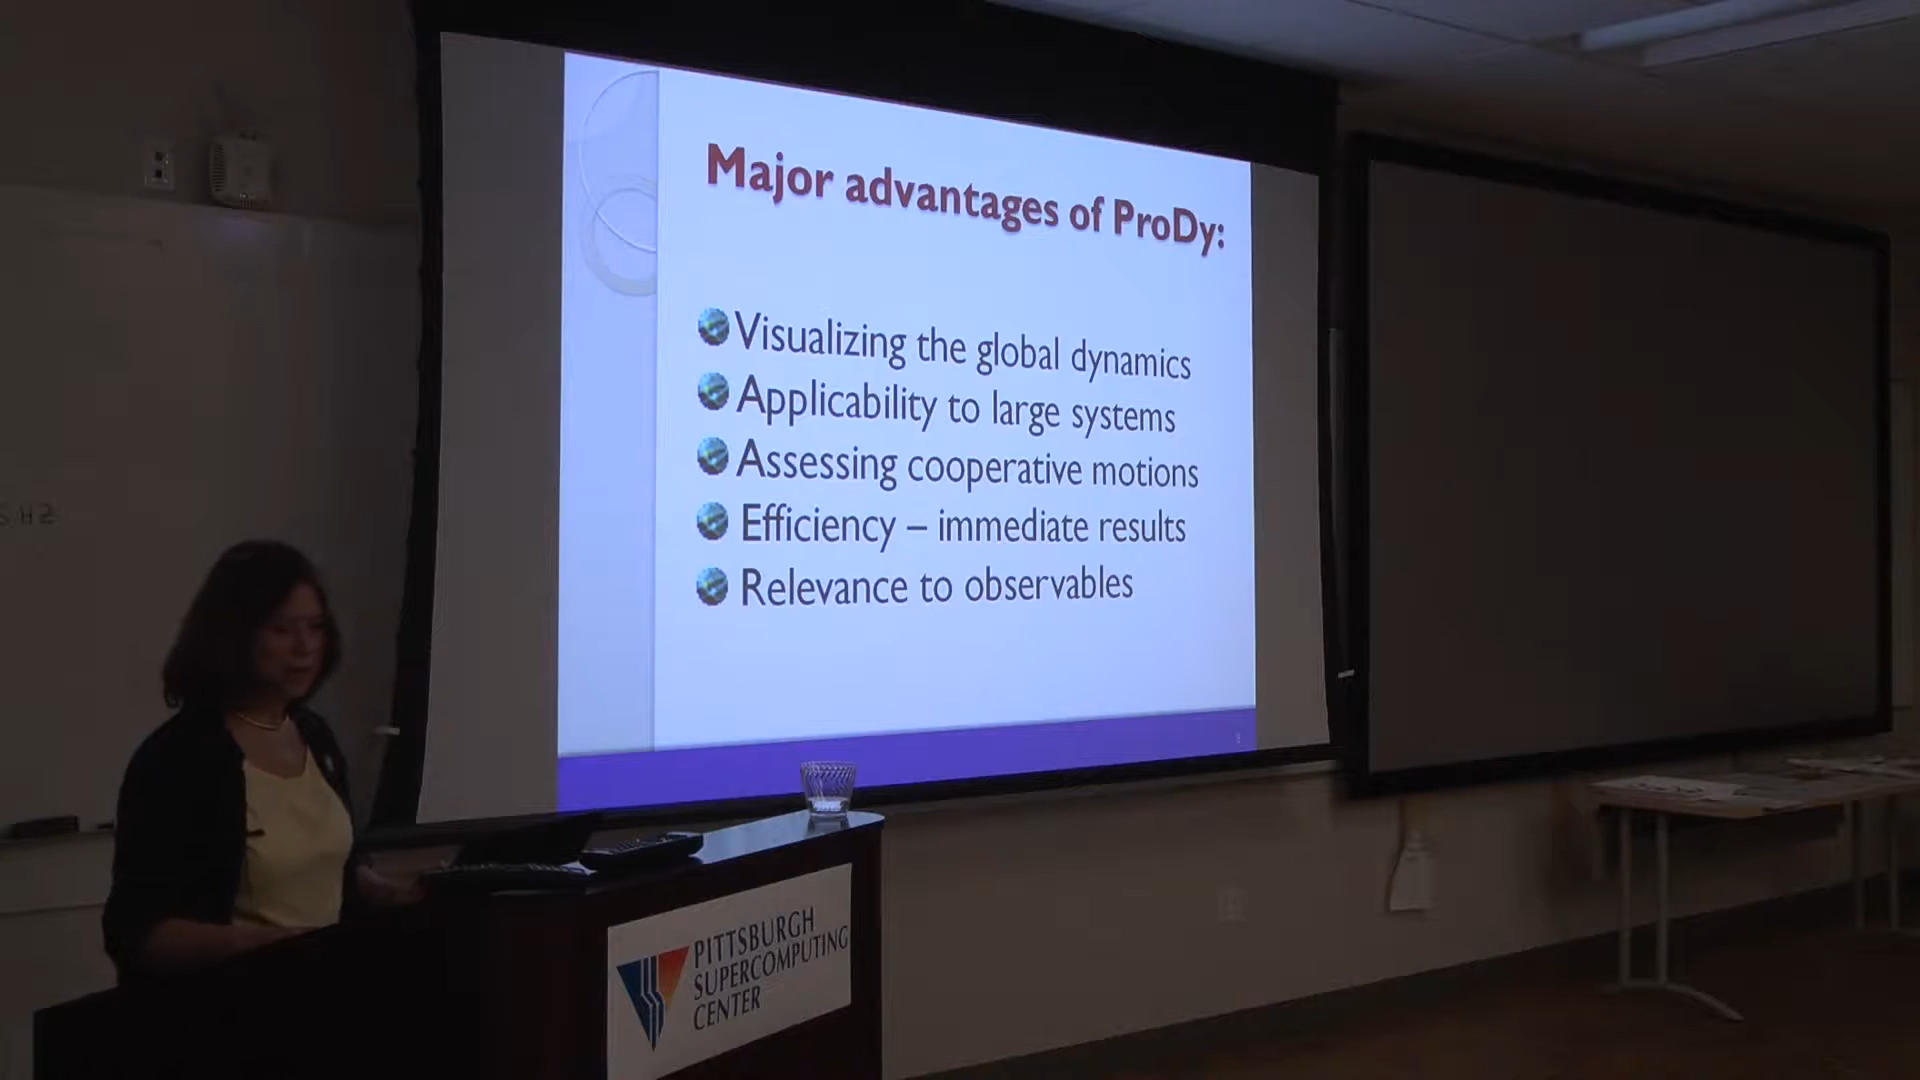 Major advantages of ProDy:
Visualizing the global dynamics
Applicability to large systems
Assessing cooperative motions
Efficiency – immediate results
Relevance to observables
PITTSBURGH
SUPERCOMPUTING
CENTER